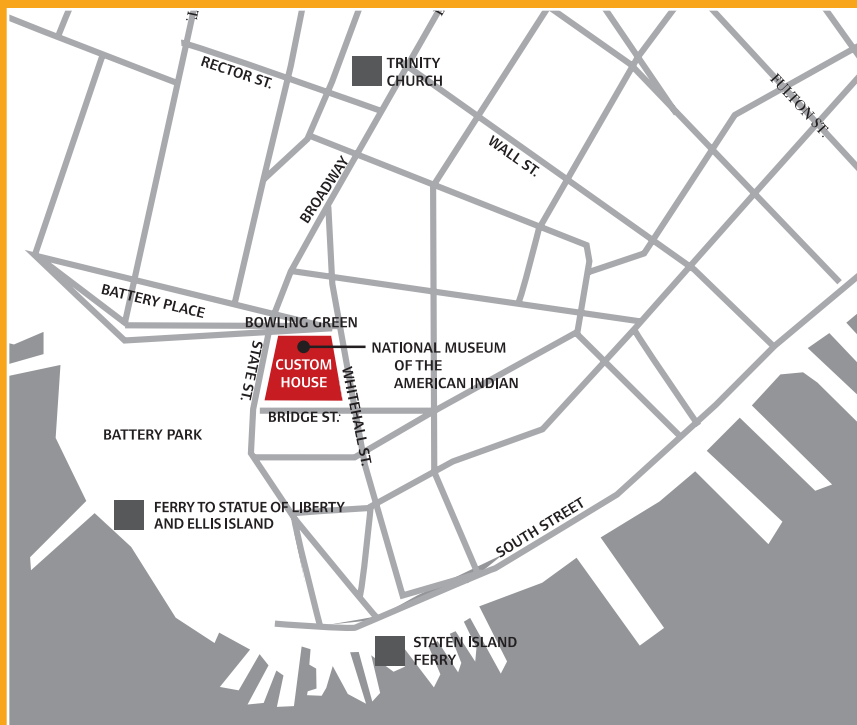 T.
RECTOR ST.
TRINITY
CHURCH
FULTON ST.
WALL ST.
BROADWAY
BATTERY PLACE
BOWLING GREEN
STATE ST.
CUSTOM
HOUSE
WHITEHALL ST.
NATIONAL MUSEUM
OF THE
AMERICAN INDIAN
BRIDGE ST.
BATTERY PARK
FERRY TO STATUE OF LIBERTY
AND ELLIS ISLAND
SOUTH STREET
STATEN ISLAND
FERRY